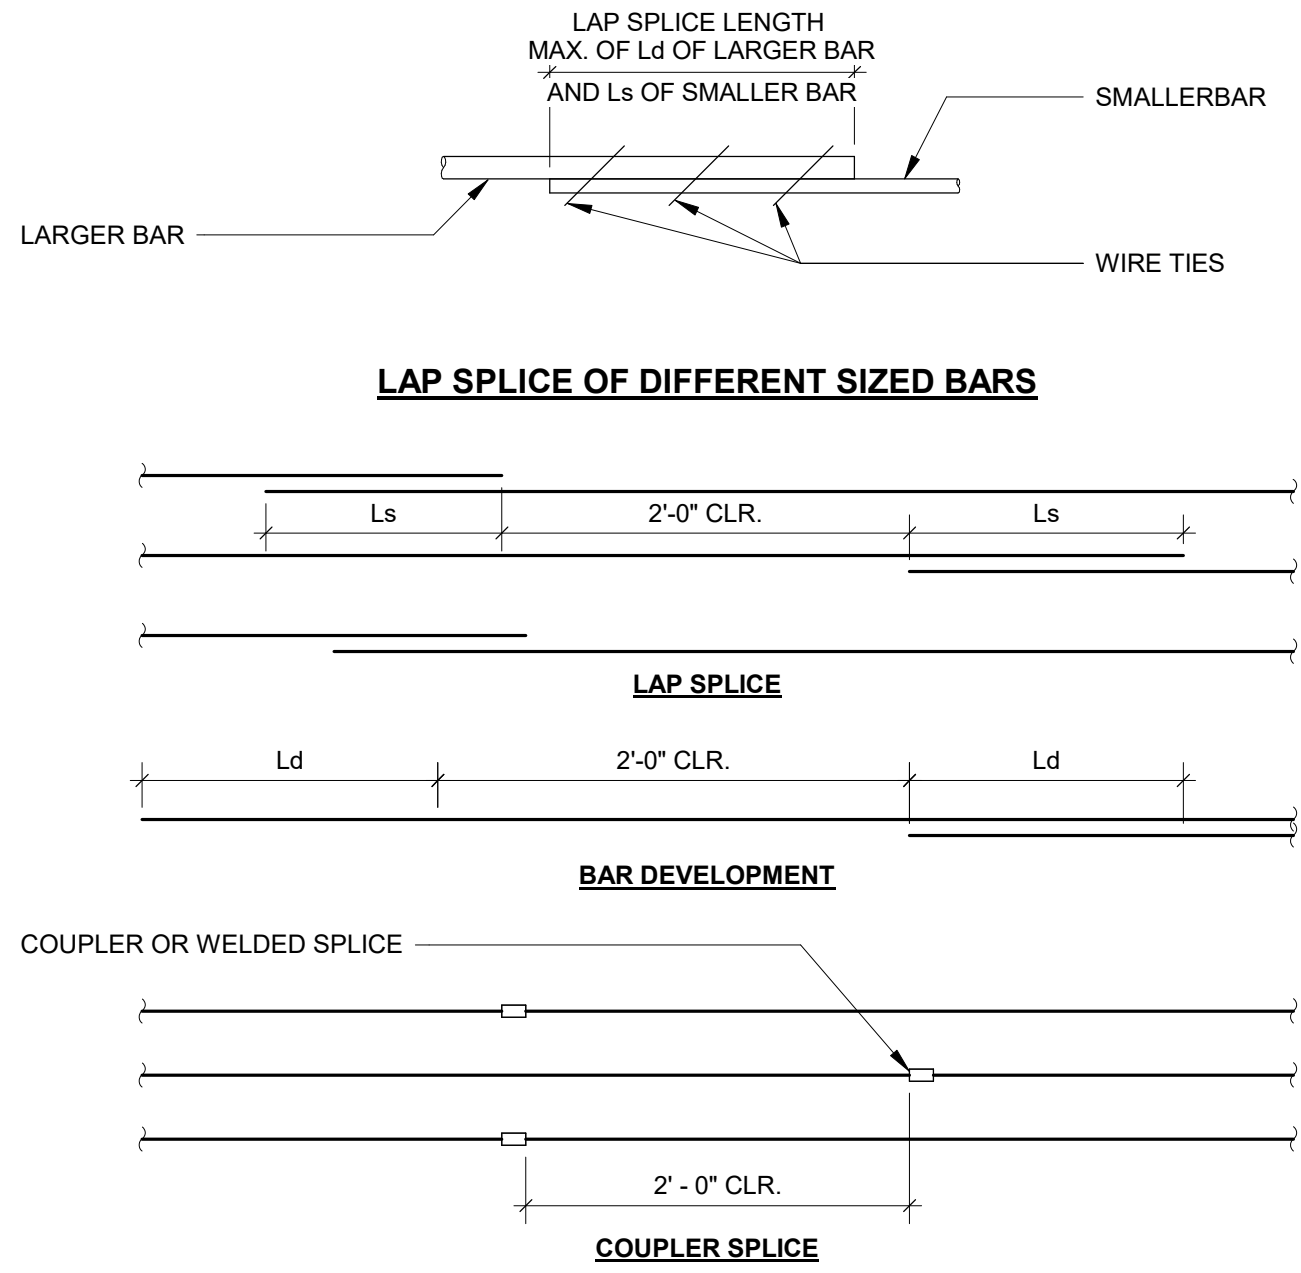 LAP SPLICE LENGTH
MAX. OF Ld OF LARGER BAR
AND Ls OF SMALLER BAR
SMALLERBAR
LARGER BAR
WIRE TIES
LAP SPLICE OF DIFFERENT SIZED BARS
Ls 2'-0" CLR. Ls
LAP SPLICE
Ld 2'-0" CLR. Ld
BAR DEVELOPMENT
COUPLER OR WELDED SPLICE
2' - 0" CLR.
COUPLER SPLICE